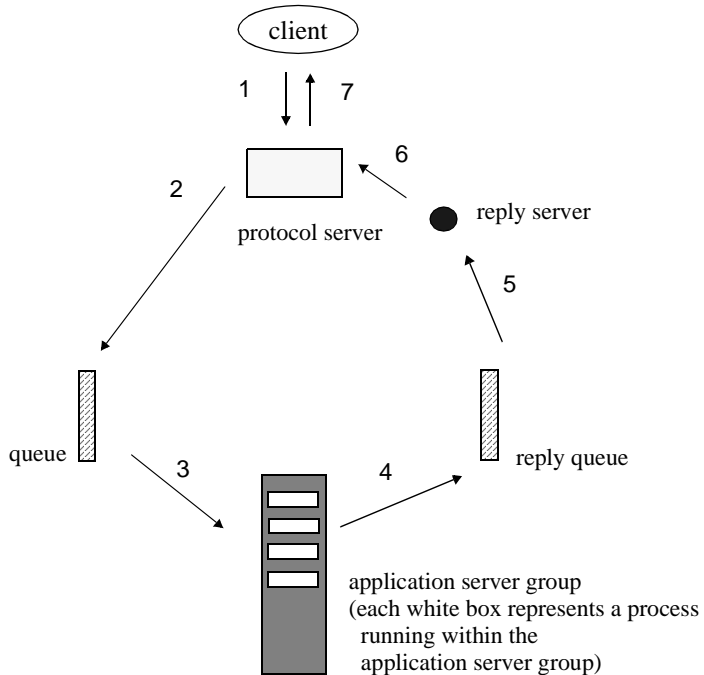 client
1
7
6
2
reply server
protocol server
5
queue
3
4
reply queue
application server group
(each white box represents a process
running within the
application server group)